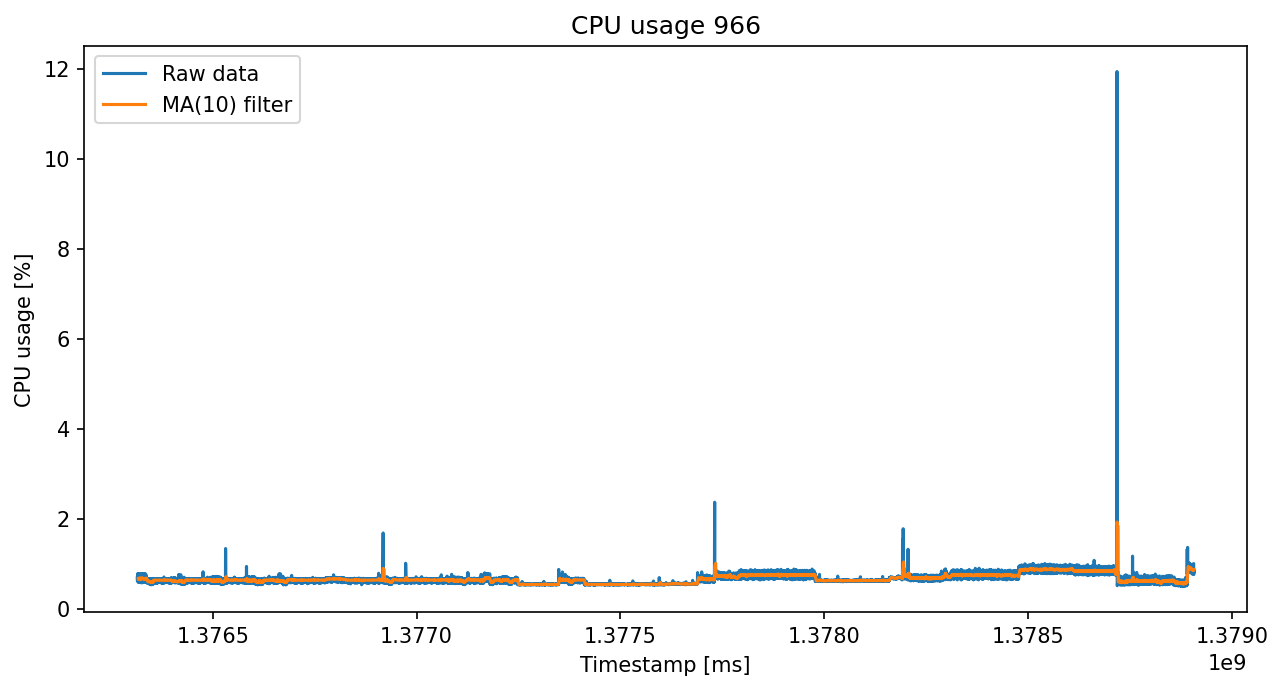 CPU usage 966
Raw data
MA(10) filter
CPU usage [%]
12
10
8
6
4
2
0
1.3765 1.3770 1.3775 1.3780 1.3785 1.3790
1e9
Timestamp [ms]